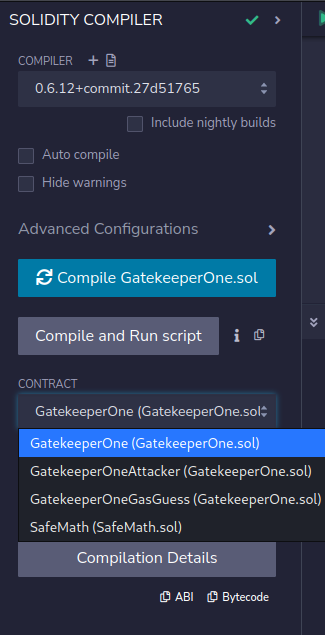 SOLIDITY COMPILER
COMPILER
0.6.12+commit.27d51765
Include nightly builds
Auto compile
Hide warnings
Advanced Configurations
Compile GatekeeperOne.sol
Compile and Run script
CONTRACT
GatekeeperOne (GatekeeperOne.sol
GatekeeperOne (GatekeeperOne.sol)
GatekeeperOneAttacker (GatekeeperOne.sol)
GatekeeperOneGasGuess (GatekeeperOne.sol)
SafeMath (SafeMath.sol)
Compilation Details
ABI Bytecode